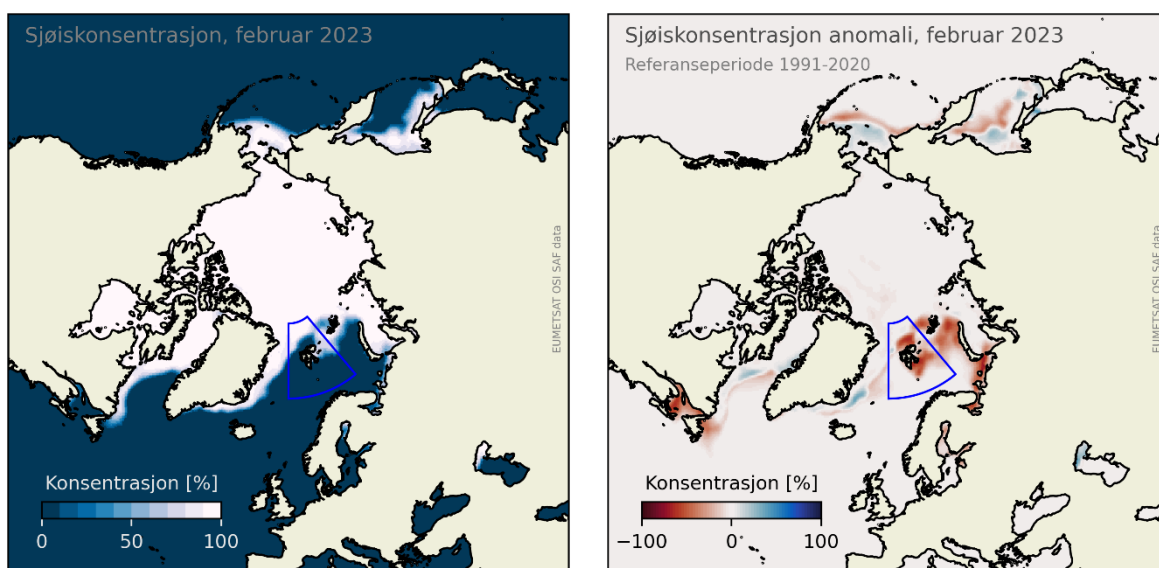 Sjøiskonsentrasjon, februar 2023
EUMETSAT OSI SAF data
Konsentrasjon [%]
0 50 100
Sjøiskonsentrasjon anomali, februar 2023
Referanseperiode 1991-2020
EUMETSAT OSI SAF data
Konsentrasjon [%]
−100 0 100